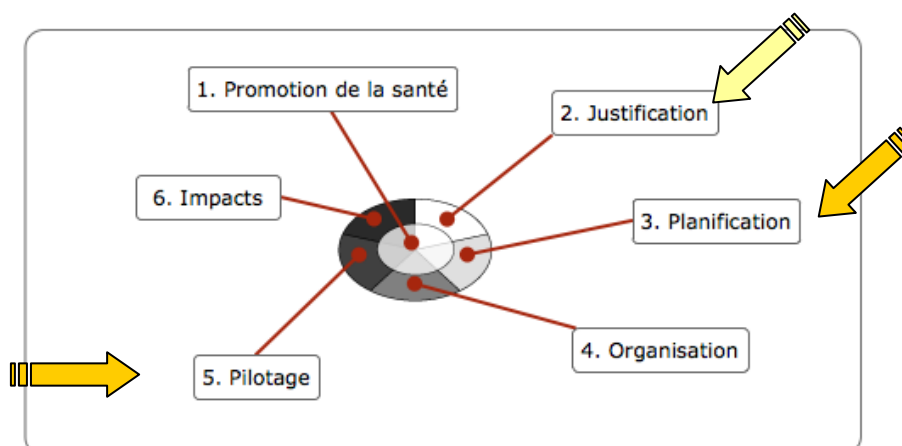 1. Promotion de la santé
2. Justification
3. Planification
4. Organisation
5. Pilotage
6. Impacts